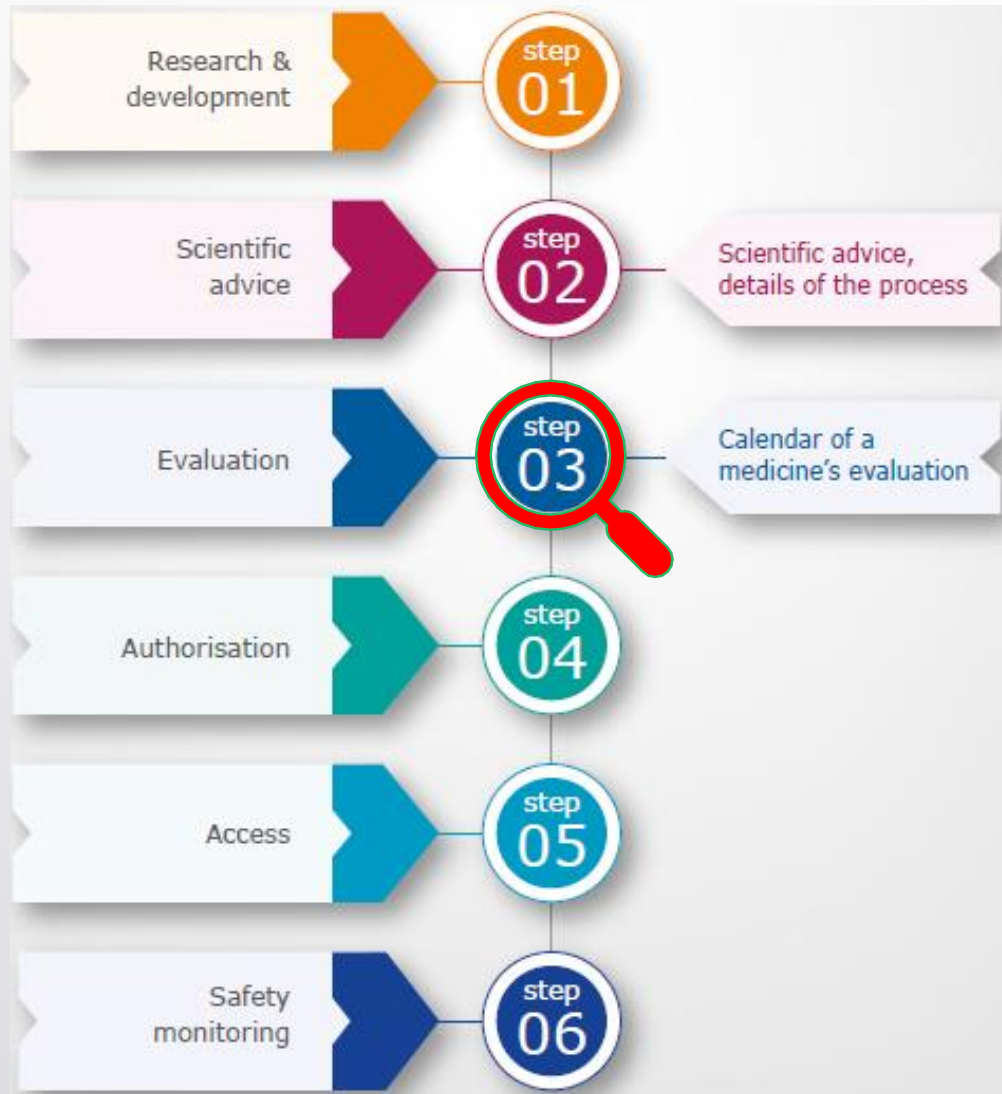 Research &
development
step
01
Scientific
advice
step
02
Scientific advice,
details of the process
Evaluation
step
03
Calendar of a
medicine’s evaluation
Authorisation
step
04
Access
step
05
Safety
monitoring
step
06